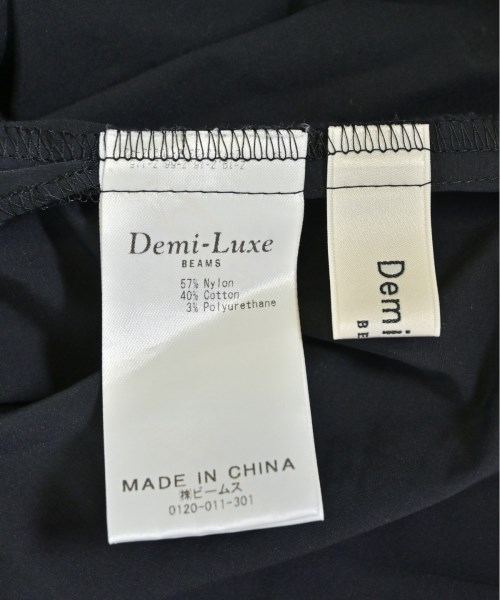 Demi-Luxe
BEAMS
57% Nylon
40% Cotton
3% Polyurethane
MADE IN CHINA
㈱ビームス
0120-011-301
Demi
BE